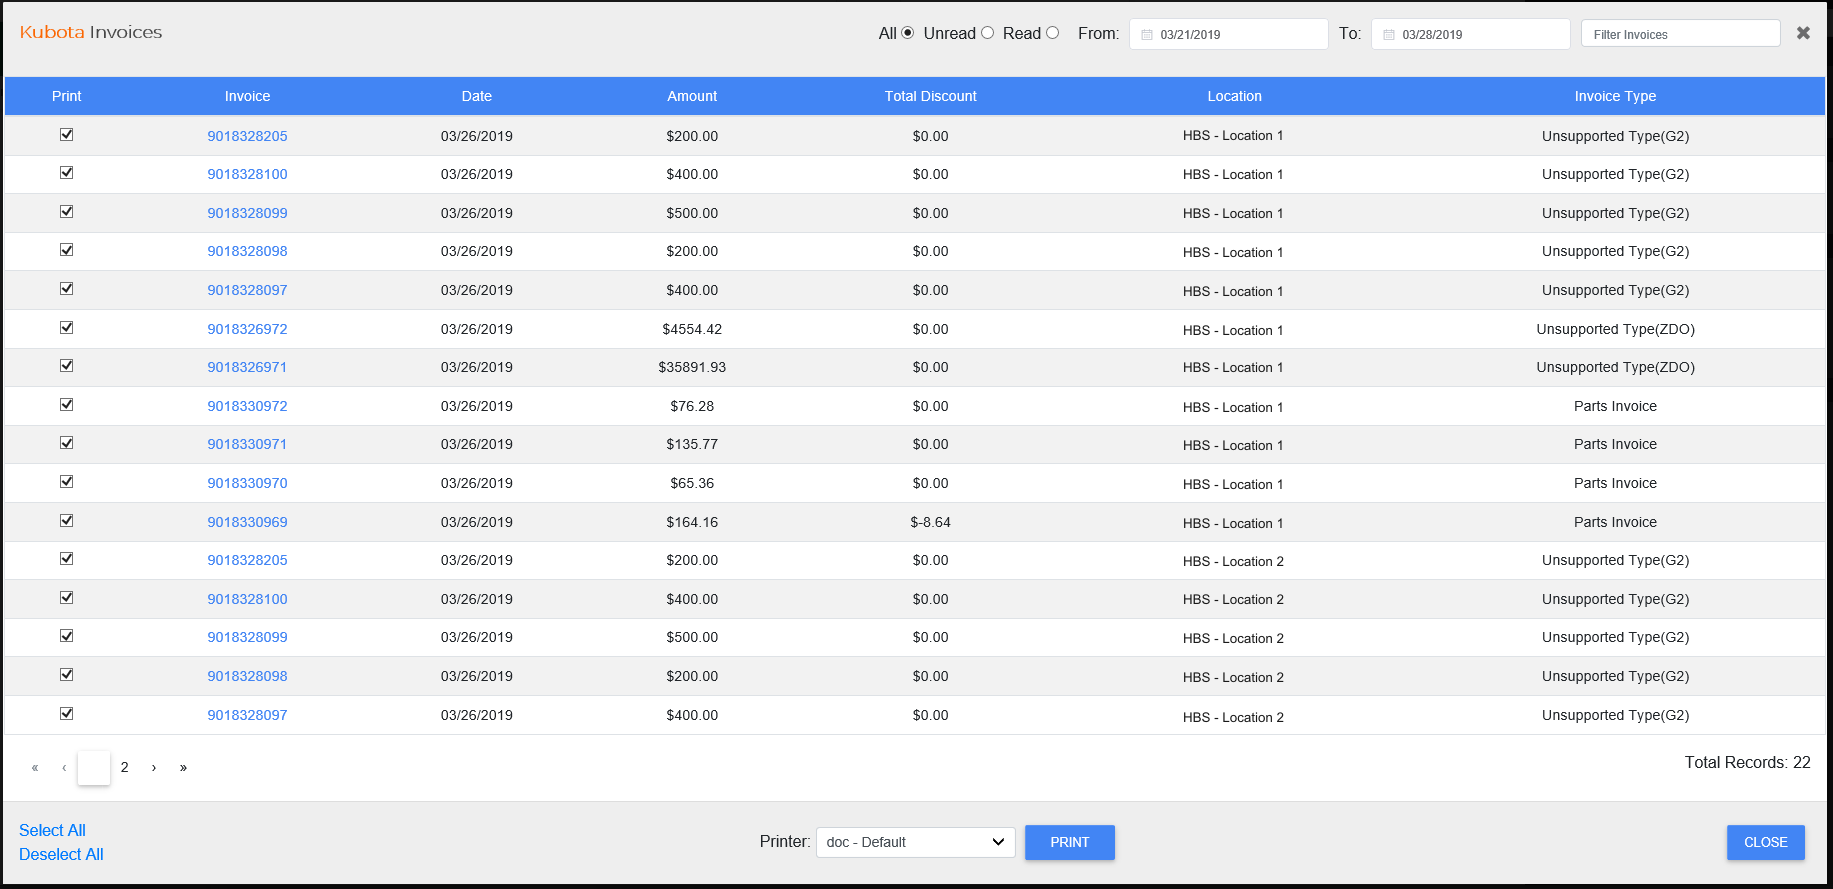 Kubota Invoices All Unread Read From: 03/21/2019 To: 03/28/2019 Filter Invoices
Print Invoice Date Amount Total Discount Location Invoice Type
9018328205 03/26/2019 $200.00 $0.00 HBS - Location 1 Unsupported Type(G2)
9018328100 03/26/2019 $400.00 $0.00 HBS - Location 1 Unsupported Type(G2)
9018328099 03/26/2019 $500.00 $0.00 HBS - Location 1 Unsupported Type(G2)
9018328098 03/26/2019 $200.00 $0.00 HBS - Location 1 Unsupported Type(G2)
9018328097 03/26/2019 $400.00 $0.00 HBS - Location 1 Unsupported Type(G2)
9018326972 03/26/2019 $4554.42 $0.00 HBS - Location 1 Unsupported Type(ZDO)
9018326971 03/26/2019 $35891.93 $0.00 HBS - Location 1 Unsupported Type(ZDO)
9018330972 03/26/2019 $76.28 $0.00 HBS - Location 1 Parts Invoice
9018330971 03/26/2019 $135.77 $0.00 HBS - Location 1 Parts Invoice
9018330970 03/26/2019 $65.36 $0.00 HBS - Location 1 Parts Invoice
9018330969 03/26/2019 $164.16 $-8.64 HBS - Location 1 Parts Invoice
9018328205 03/26/2019 $200.00 $0.00 HBS - Location 2 Unsupported Type(G2)
9018328100 03/26/2019 $400.00 $0.00 HBS - Location 2 Unsupported Type(G2)
9018328099 03/26/2019 $500.00 $0.00 HBS - Location 2 Unsupported Type(G2)
9018328098 03/26/2019 $200.00 $0.00 HBS - Location 2 Unsupported Type(G2)
9018328097 03/26/2019 $400.00 $0.00 HBS - Location 2 Unsupported Type(G2)
« ‹ 2 › » Total Records: 22
Select All
Deselect All
Printer: doc - Default PRINT CLOSE